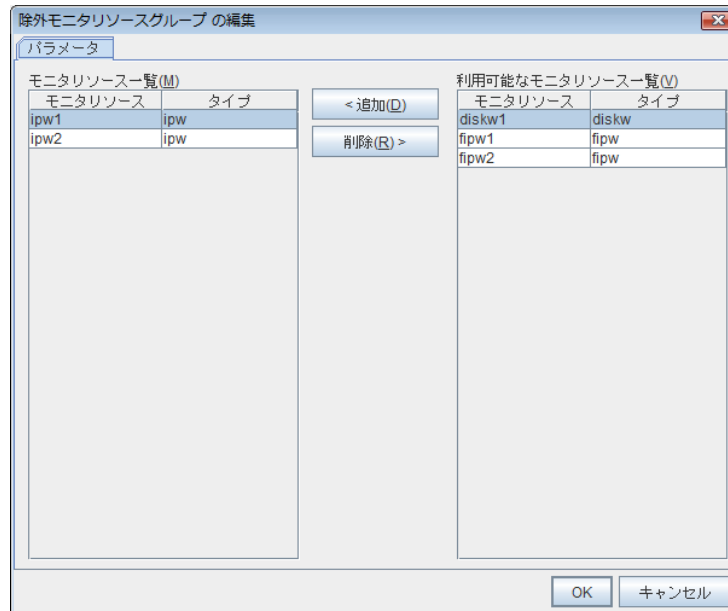 除外モニタリソースグループ の編集
パラメータ
モニタリソース一覧(M)
モニタリソース タイプ
ipw1 ipw
ipw2 ipw
< 追加(D)
削除(R) >
利用可能なモニタリソース一覧(V)
モニタリソース タイプ
diskw1 diskw
fipw1 fipw
fipw2 fipw
OK キャンセル